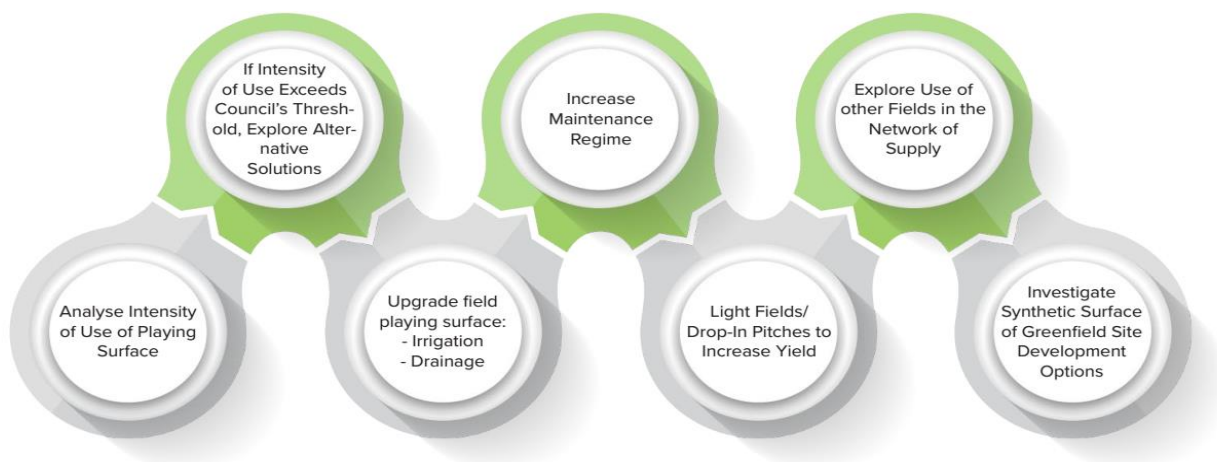 If Intensity
of Use Exceeds
Council's Thresh-
old, Explore Alter-
native
Solutions
Increase
Maintenance
Regime
Explore Use of
other Fields in the
Network of
Supply
Analyse Intensity
of Use of Playing
Surface
Upgrade field
playing surface:
- Irrigation
- Drainage
Light Fields/
Drop-In Pitches to
Increase Yield
Investigate
Synthetic Surface
of Greenfield Site
Development
Options